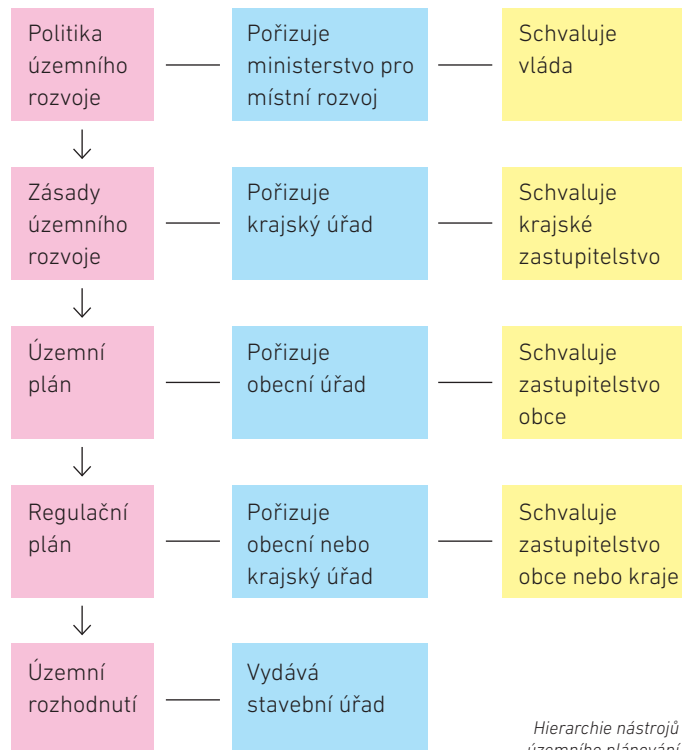 Politika
územního
rozvoje
Pořizuje
ministerstvo pro
místní rozvoj
Schvaluje
vláda
Zásady
územního
rozvoje
Pořizuje
krajský úřad
Schvaluje
krajské
zastupitelstvo
Územní
plán
Pořizuje
obecní úřad
Schvaluje
zastupitelstvo
obce
Regulační
plán
Pořizuje
obecní nebo
krajský úřad
Schvaluje
zastupitelstvo
obce nebo kraje
Územní
rozhodnutí
Vydává
stavební úřad
Hierarchie nástrojů
územního plánování